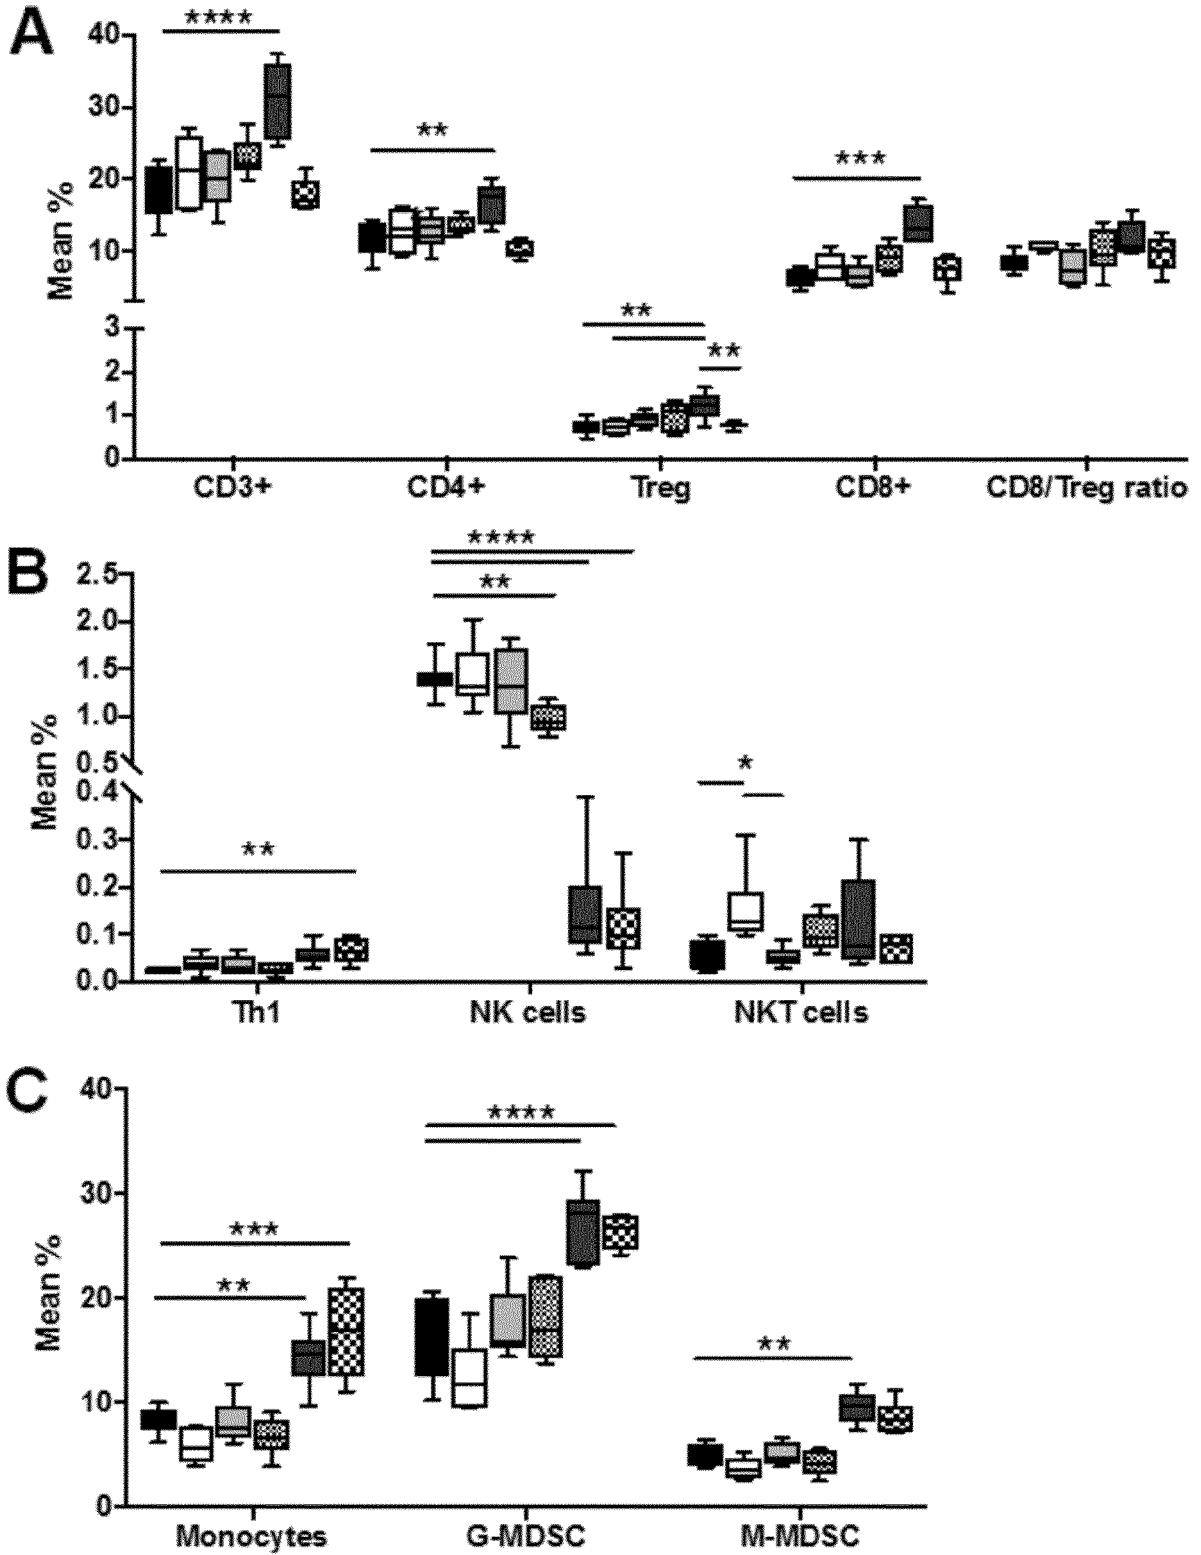 A
****
40
30
20
10
Mean %
**
***
3
2
1
0
**
**
CD3+
CD4+
Treg
CD8+
CD8/Treg ratio
B
****
**
2.5
2.0
1.5
1.0
0.5
0.4
0.3
0.2
0.1
0.0
Mean %
*
**
Th1
NK cells
NKT cells
C
40
30
20
10
0
Mean %
****
***
**
**
Monocytes
G-MDSC
M-MDSC